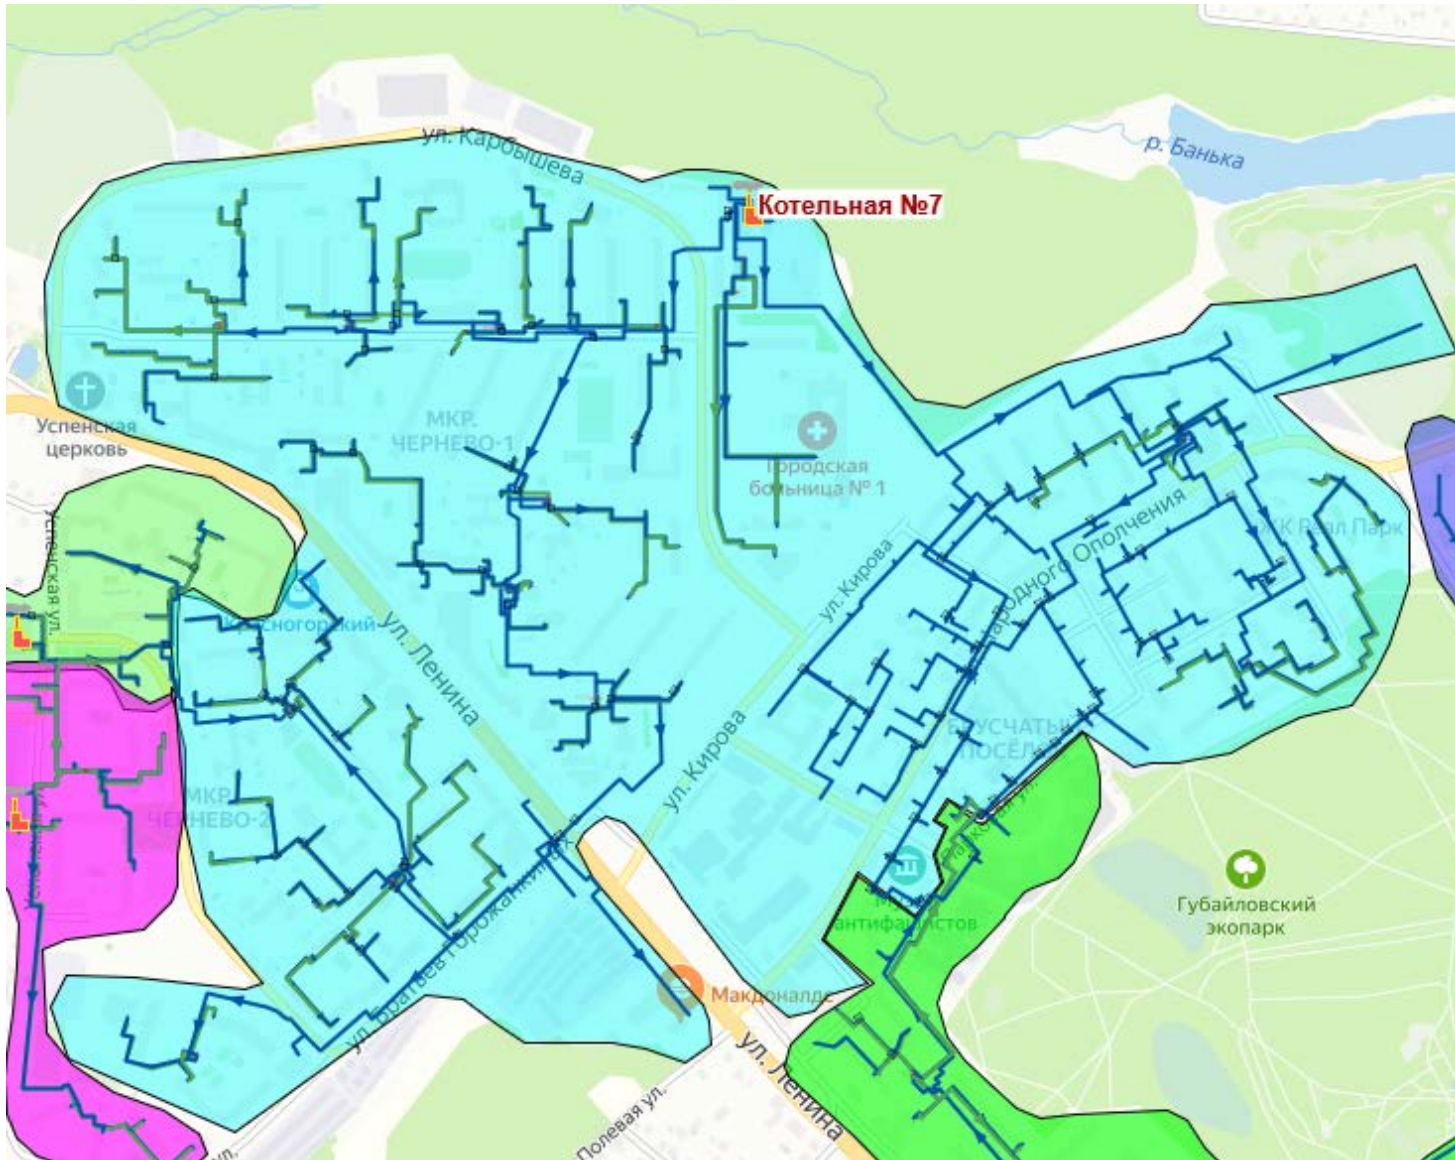 ул. Карбышева
р. Банька
Котельная №7
Успенская
церковь
МКР.
ЧЕРНЕВО-1
Городская
больница № 1
Успенская ул.
Красногорский
ул. Ленина
ул. Кирова
Народного Ополчения
ЖК Релл Парк
ул. Кирова
МКР.
ЧЕРНЕВО-2
БРУСЧАТЫЙ
ПОСЁЛОК
Губайловский
экопарк
антифашистов
ул. Братьев Горожанкиных
Макдоналдс
ул. Ленина
Полевая ул.
ул.